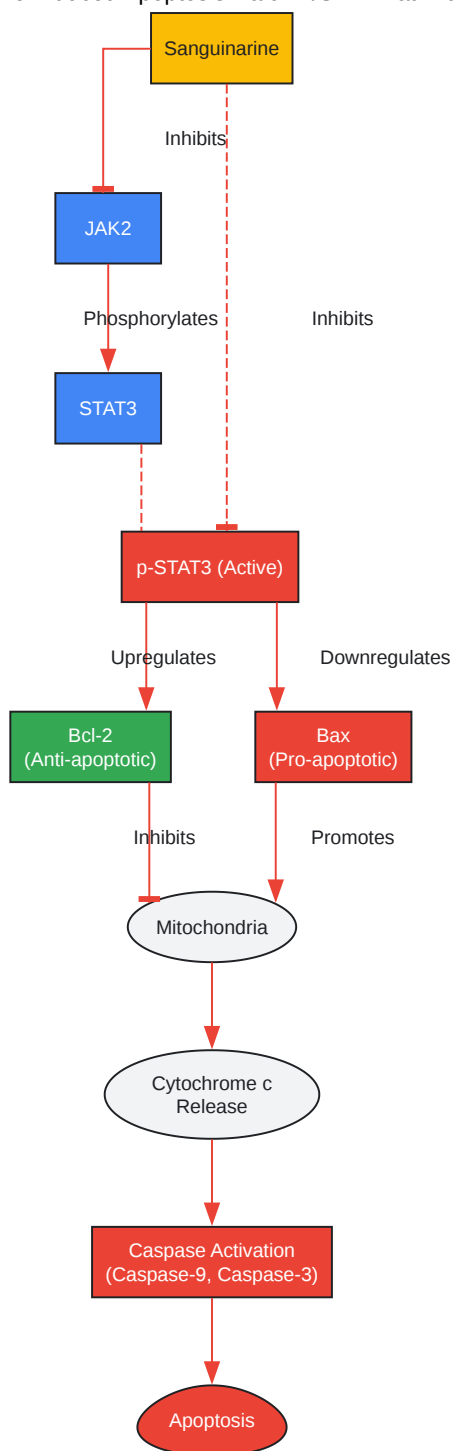 Sanguinarine
Inhibits
JAK2
Phosphorylates
Inhibits
STAT3
p-STAT3 (Active)
Upregulates
Downregulates
Bcl-2
(Anti-apoptotic)
Bax
(Pro-apoptotic)
Inhibits
Promotes
Mitochondria
Cytochrome c
Release
Caspase Activation
(Caspase-9, Caspase-3)
Apoptosis